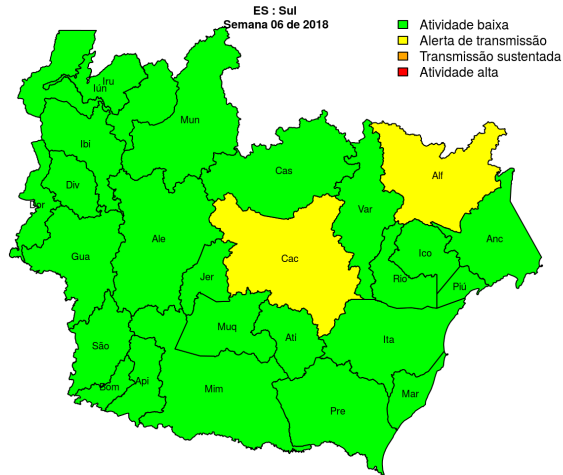 ES : Sul
Semana 06 de 2018
Atividade baixa
Alerta de transmissão
Transmissão sustentada
Atividade alta
Iru
Iún
Mun
Ibi
Cas
Alf
Div
Dor
Var
Ale
Anc
Gua
Cac
Ico
Jer
Rio
Piú
Muq
Ati
Ita
São
Api
Bom
Mim
Mar
Pre